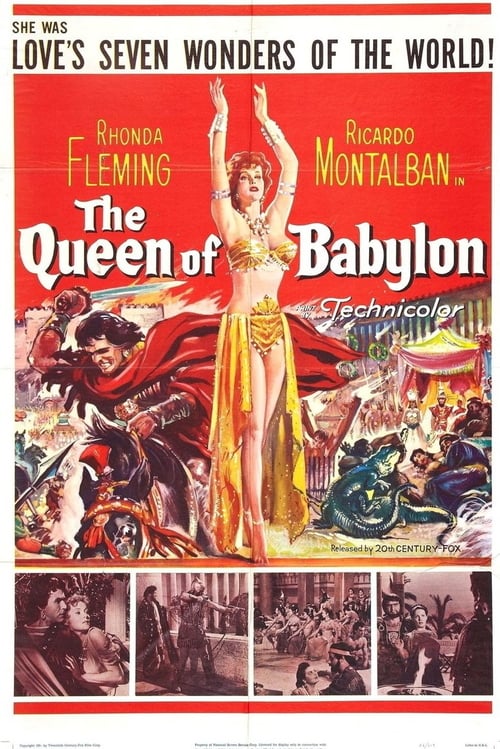 SHE WAS
LOVE'S SEVEN WONDERS OF THE WORLD!
RHONDA
FLEMING
RICARDO
MONTALBAN IN
The
Queen of Babylon
Technicolor
Released by 20th CENTURY-FOX